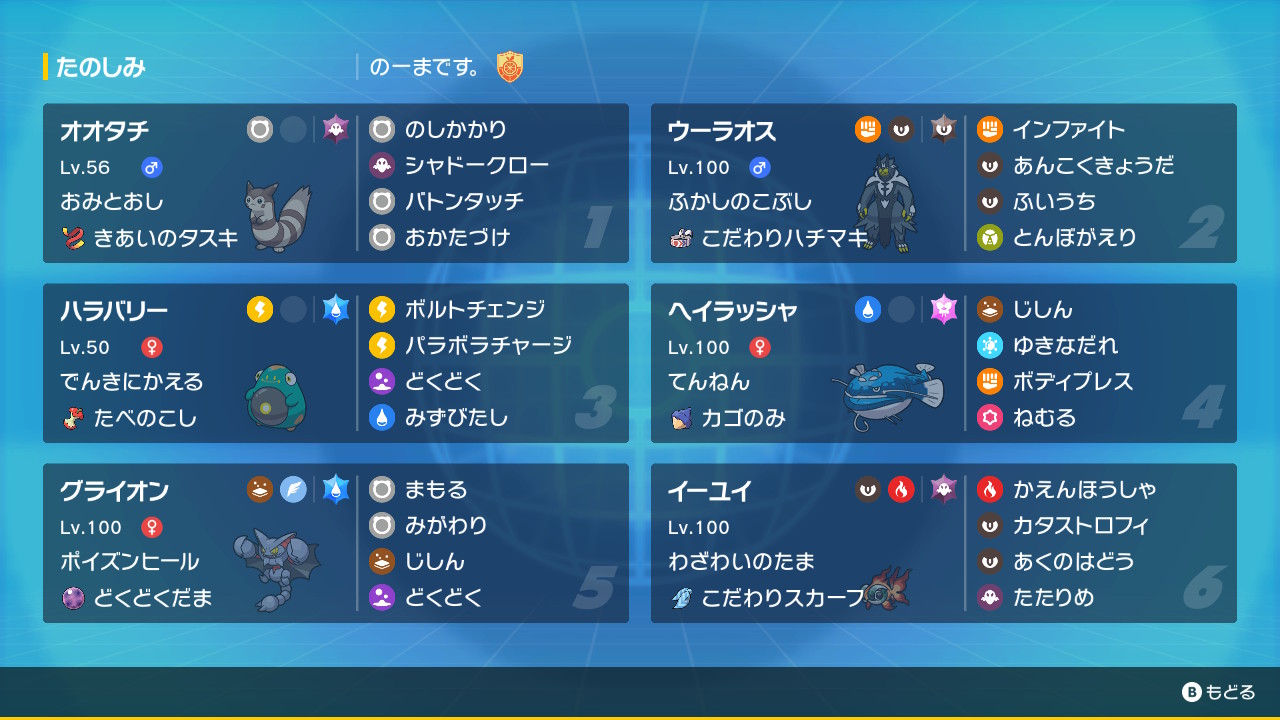 たのしみ
のーまです。
オオタチ
Lv.56
おみとおし
きあいのタスキ
のしかかり
シャドークロー
バトンタッチ
おかたづけ
1
ウーラオス
Lv.100
ふかしのこぶし
こだわりハチマキ
インファイト
あんこくきょうだ
ふいうち
とんぼがえり
2
ハラバリー
Lv.50
でんきにかえる
たべのこし
ボルトチェンジ
パラボラチャージ
どくどく
みずびたし
3
ヘイラッシャ
Lv.100
てんねん
カゴのみ
じしん
ゆきなだれ
ボディプレス
ねむる
4
グライオン
Lv.100
ポイズンヒール
どくどくだま
まもる
みがわり
じしん
どくどく
5
イーユイ
Lv.100
わざわいのたま
こだわりスカーフ
かえんほうしゃ
カタストロフィ
あくのはどう
たたりめ
6
B もどる